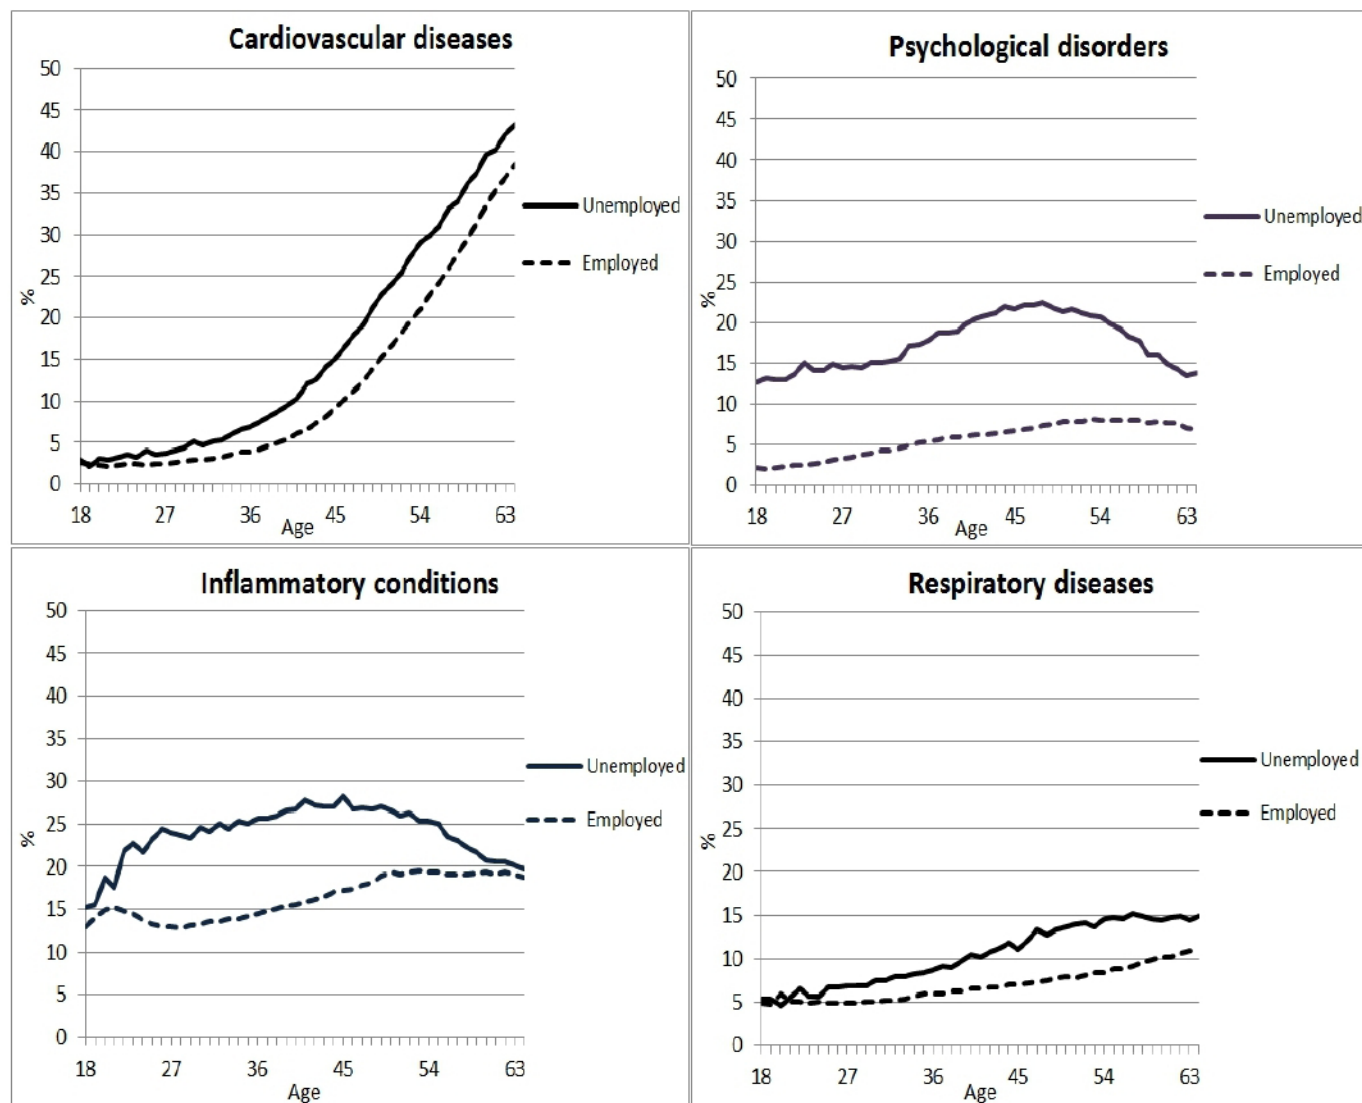 Cardiovascular diseases
50
45
40
35
30
25
20
15
10
5
0
%
18 27 36 45 54 63
Age
Unemployed
Employed
Psychological disorders
50
45
40
35
30
25
20
15
10
5
0
%
18 27 36 45 54 63
Age
Unemployed
Employed
Inflammatory conditions
50
45
40
35
30
25
20
15
10
5
0
%
18 27 36 45 54 63
Age
Unemployed
Employed
Respiratory diseases
50
45
40
35
30
25
20
15
10
5
0
%
18 27 36 45 54 63
Age
Unemployed
Employed